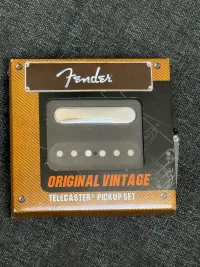 Fender
ORIGINAL VINTAGE
TELECASTER® PICKUP SET